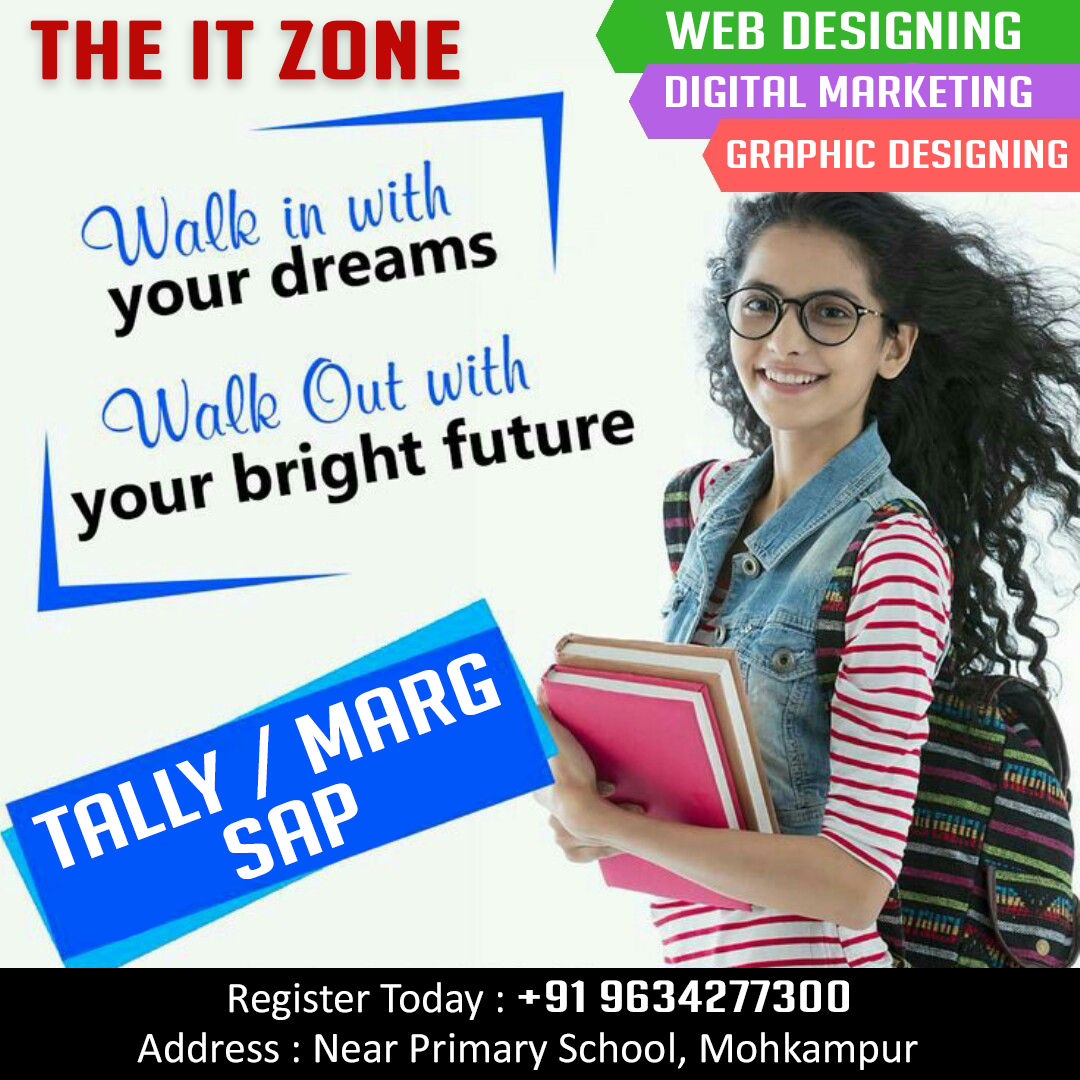 THE IT ZONE
WEB DESIGNING
DIGITAL MARKETING
GRAPHIC DESIGNING
Walk in with
your dreams
Walk Out with
your bright future
TALLY / MARG
SAP
Register Today : +91 9634277300
Address : Near Primary School, Mohkampur